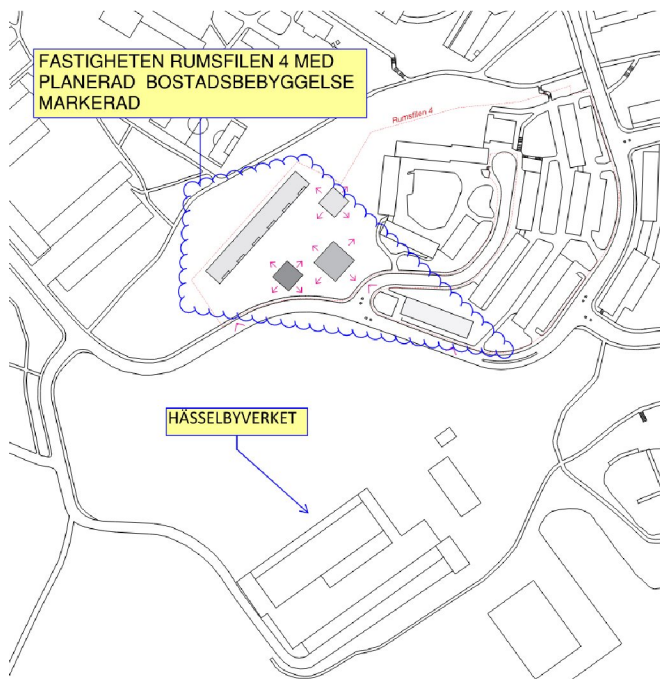 FASTIGHETEN RUMSFILEN 4 MED
PLANERAD BOSTADSBEBYGGELSE
MARKERAD
Rumsfilen 4
HÄSSELBYVERKET